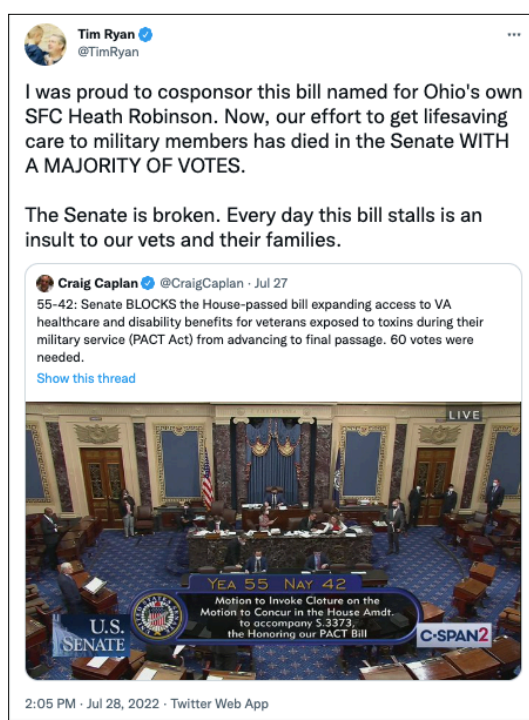 Tim Ryan
@TimRyan
I was proud to cosponsor this bill named for Ohio's own
SFC Heath Robinson. Now, our effort to get lifesaving
care to military members has died in the Senate WITH
A MAJORITY OF VOTES.
The Senate is broken. Every day this bill stalls is an
insult to our vets and their families.
Craig Caplan @CraigCaplan · Jul 27
55-42: Senate BLOCKS the House-passed bill expanding access to VA
healthcare and disability benefits for veterans exposed to toxins during their
military service (PACT Act) from advancing to final passage. 60 votes were
needed.
Show this thread
LIVE
YEA 55 NAY 42
Motion to Invoke Cloture on the
Motion to Concur in the House Amdt.
to accompany S.3373,
the Honoring our PACT Bill
U.S.
SENATE
C-SPAN2
2:05 PM · Jul 28, 2022 · Twitter Web App